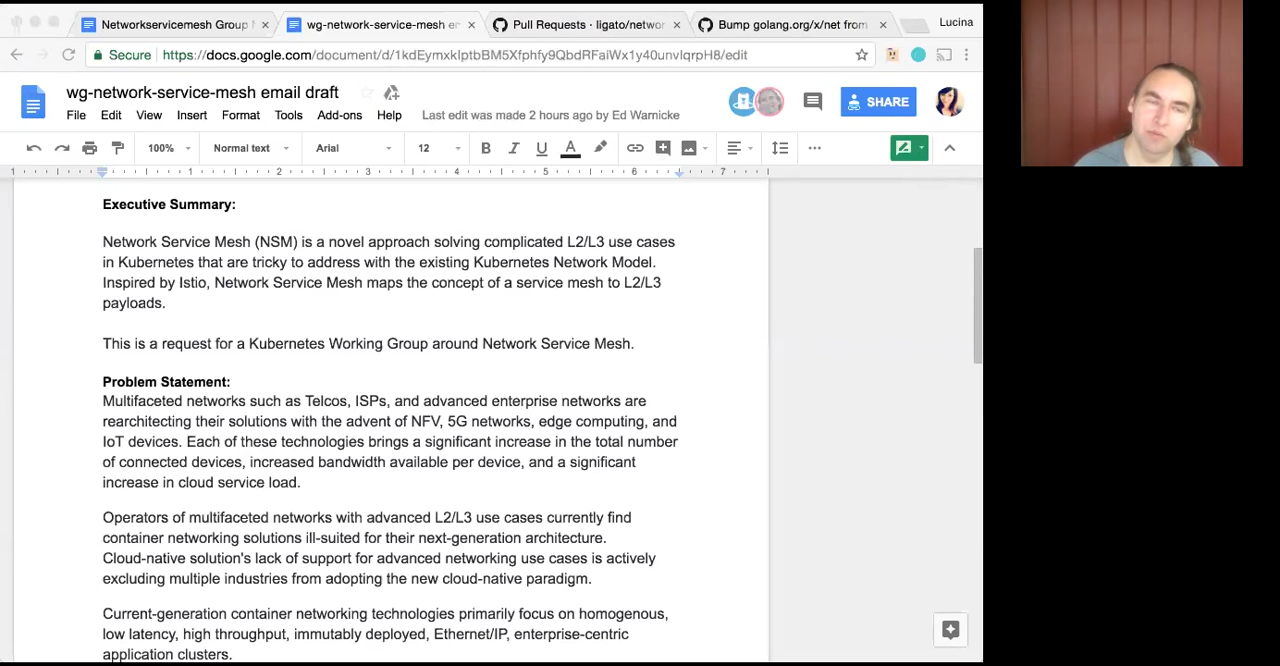 Networkservicemesh Group M
wg-network-service-mesh em
Pull Requests · ligato/networ
Bump golang.org/x/net from
Lucina
Secure
https://docs.google.com/document/d/1kdEymxkIptbBM5Xfphfy9QbdRFaiWx1y40unvlqrpH8/edit
wg-network-service-mesh email draft
File Edit View Insert Format Tools Add-ons Help Last edit was made 2 hours ago by Ed Warnicke
SHARE
100% Normal text Arial 12 B I U A
1 1 2 3 4 5 6 7
Executive Summary:
Network Service Mesh (NSM) is a novel approach solving complicated L2/L3 use cases
in Kubernetes that are tricky to address with the existing Kubernetes Network Model.
Inspired by Istio, Network Service Mesh maps the concept of a service mesh to L2/L3
payloads.
This is a request for a Kubernetes Working Group around Network Service Mesh.
Problem Statement:
Multifaceted networks such as Telcos, ISPs, and advanced enterprise networks are
rearchitecting their solutions with the advent of NFV, 5G networks, edge computing, and
IoT devices. Each of these technologies brings a significant increase in the total number
of connected devices, increased bandwidth available per device, and a significant
increase in cloud service load.
Operators of multifaceted networks with advanced L2/L3 use cases currently find
container networking solutions ill-suited for their next-generation architecture.
Cloud-native solution's lack of support for advanced networking use cases is actively
excluding multiple industries from adopting the new cloud-native paradigm.
Current-generation container networking technologies primarily focus on homogenous,
low latency, high throughput, immutably deployed, Ethernet/IP, enterprise-centric
application clusters.